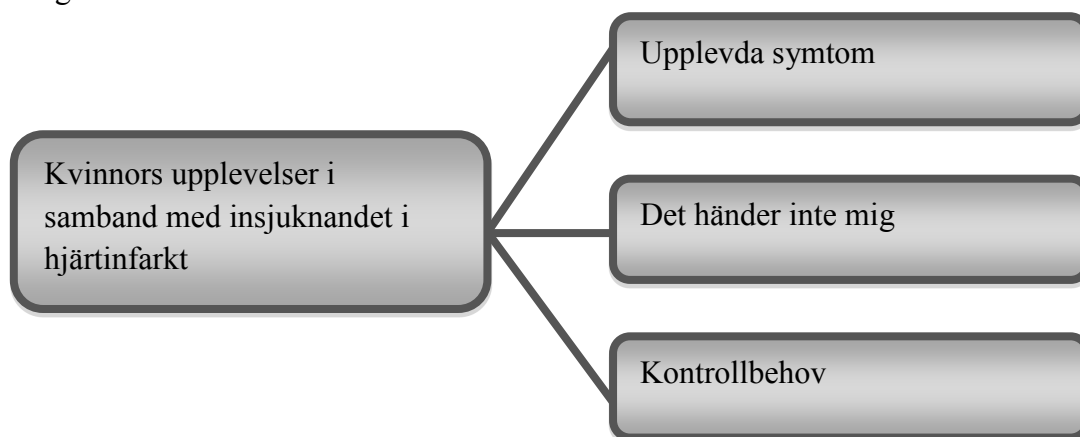 Upplevda symtom
Kvinnors upplevelser i
samband med insjuknandet i
hjärtinfarkt
Det händer inte mig
Kontrollbehov